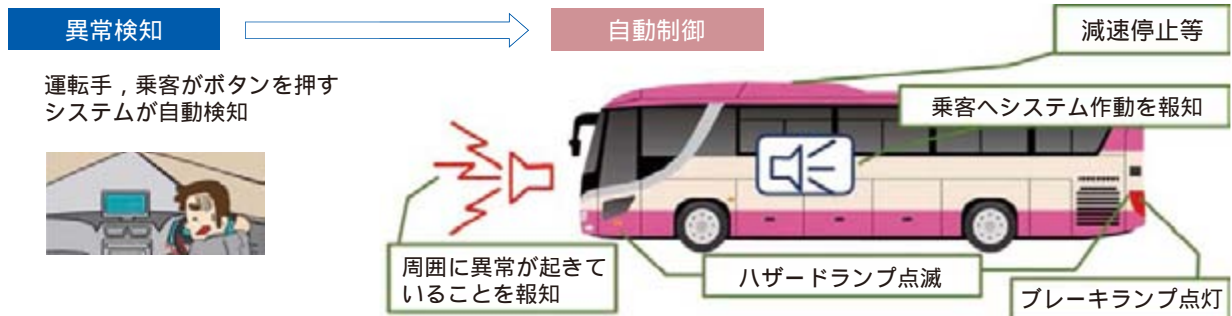 異常検知
自動制御
減速停止等
運転手，乗客がボタンを押す
システムが自動検知
乗客へシステム作動を報知
周囲に異常が起きて
いることを報知
ハザードランプ点滅
ブレーキランプ点灯